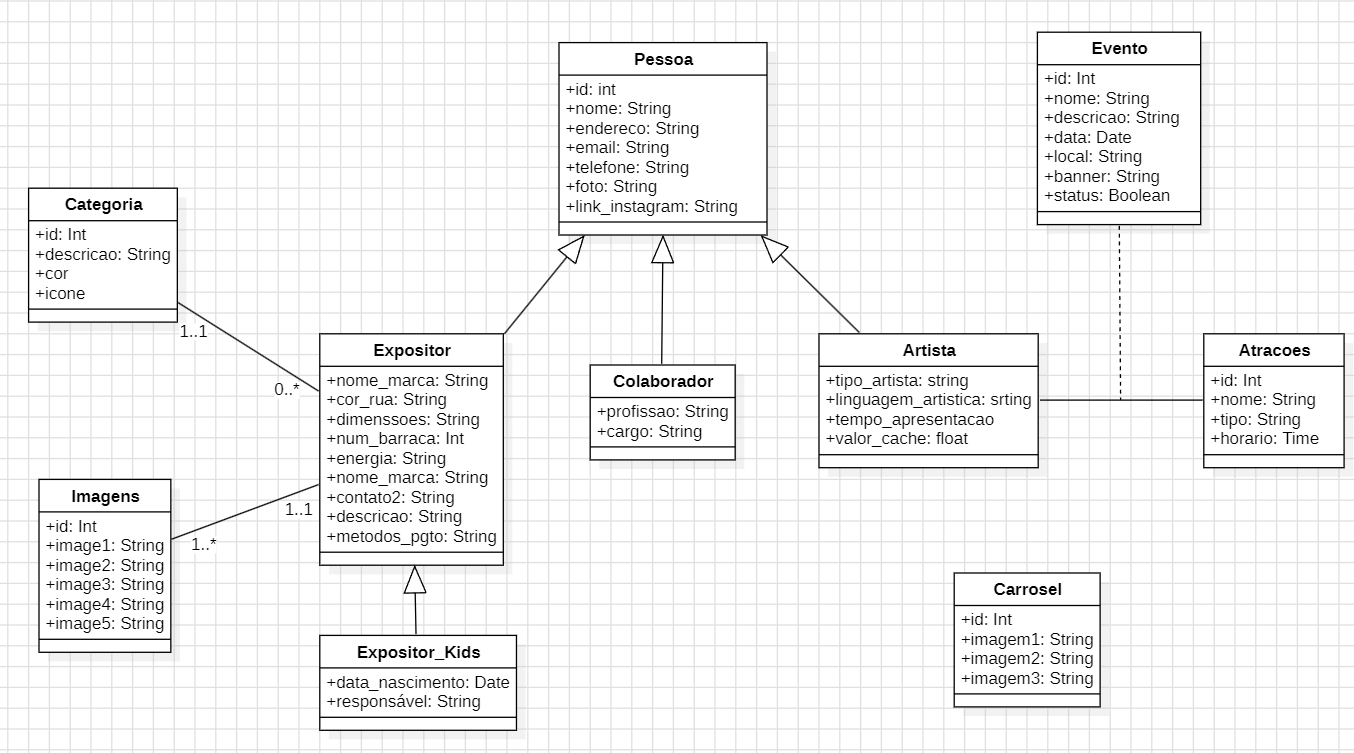 Pessoa
+id: int
+nome: String
+endereco: String
+email: String
+telefone: String
+foto: String
+link_instagram: String
Evento
+id: Int
+nome: String
+descricao: String
+data: Date
+local: String
+banner: String
+status: Boolean
Categoria
+id: Int
+descricao: String
+cor
+icone
1..1
0..*
Expositor
+nome_marca: String
+cor_rua: String
+dimenssoes: String
+num_barraca: Int
+energia: String
+nome_marca: String
+contato2: String
+descricao: String
+metodos_pgto: String
Colaborador
+profissao: String
+cargo: String
Artista
+tipo_artista: string
+linguagem_artistica: srting
+tempo_apresentacao
+valor_cache: float
Atracoes
+id: Int
+nome: String
+tipo: String
+horario: Time
Imagens
+id: Int
+image1: String
+image2: String
+image3: String
+image4: String
+image5: String
1..1
1..*
Expositor_Kids
+data_nascimento: Date
+responsável: String
Carrosel
+id: Int
+imagem1: String
+imagem2: String
+imagem3: String